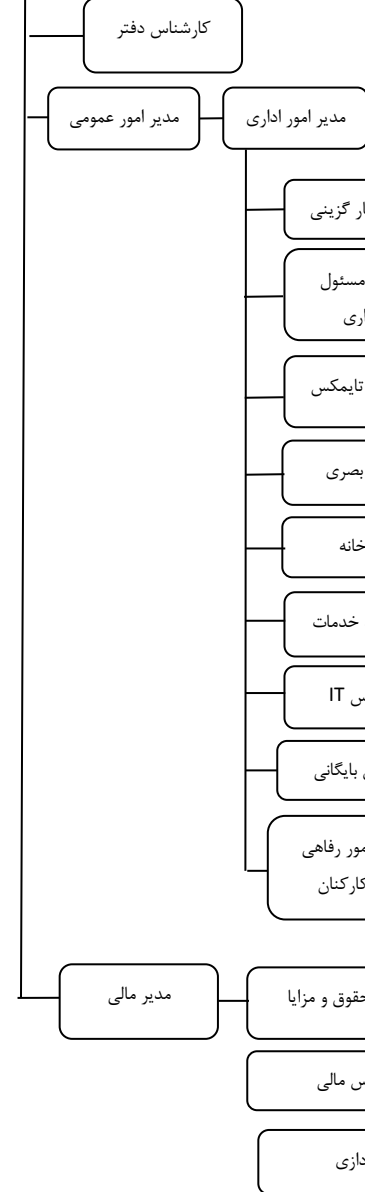 کارشناس دفتر
مدیر امور اداری
مدیر امور عمومی
گزینی
مسئول
تایمکس
بصری
خانه
خدمات
IT
بایگانی
رفاهی
کارکنان
مدیر مالی
حقوق و مزایا
مالی